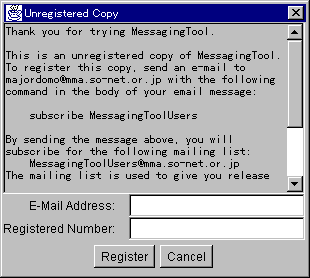 Unregistered Copy
Thank you for trying MessagingTool.
This is an unregistered copy of MessagingTool.
To register this copy, send an e-mail to
majordomo@mma.so-net.or.jp with the following
command in the body of your email message:
subscribe MessagingToolUsers
By sending the message above, you will
subscribe for the following mailing list:
MessagingToolUsers@mma.so-net.or.jp
The mailing list is used to give you release
E-Mail Address:
Registered Number:
Register Cancel